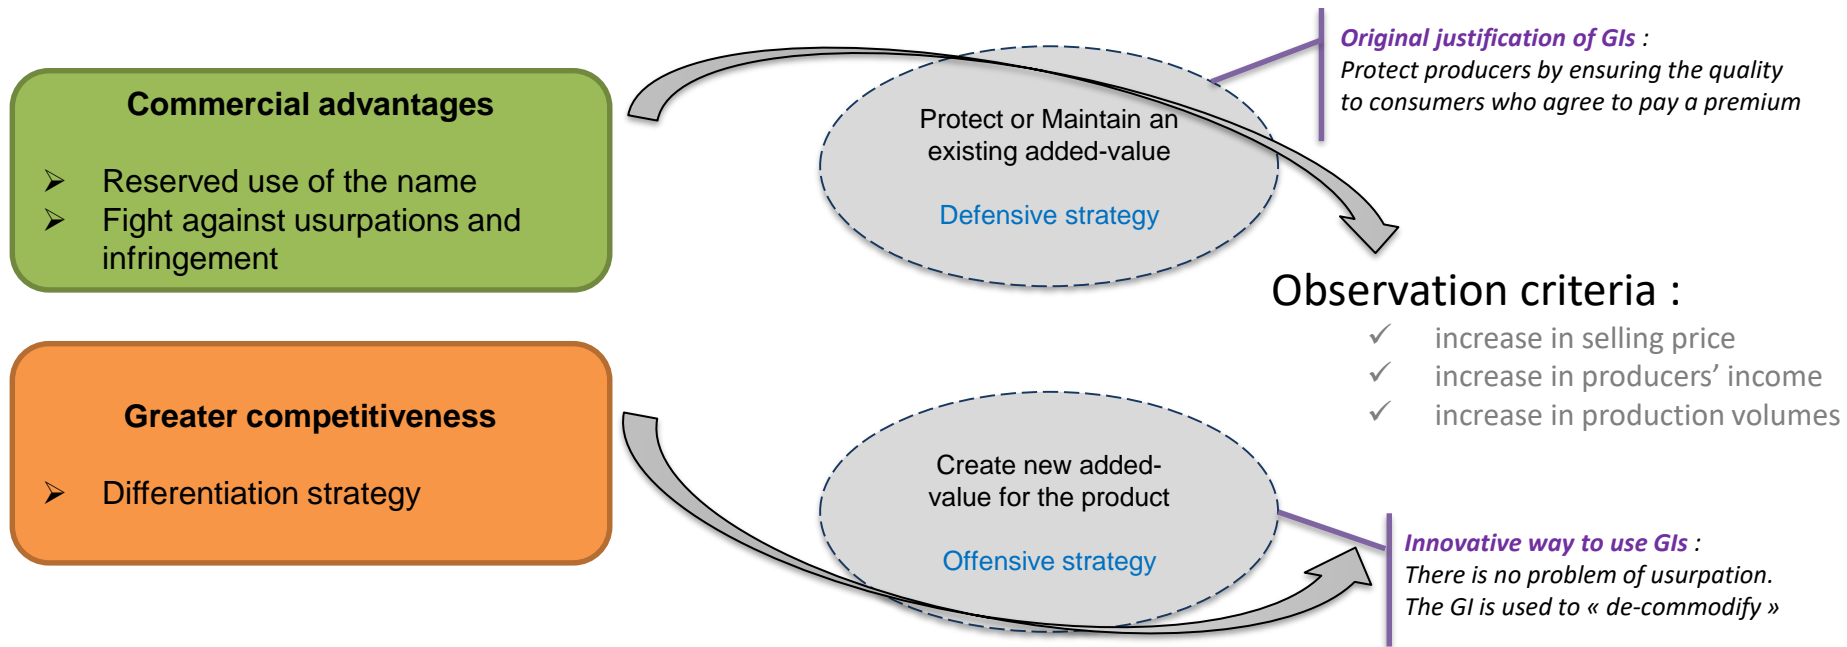 Commercial advantages
➢ Reserved use of the name
➢ Fight against usurpations and
infringement
Greater competitiveness
➢ Differentiation strategy
Protect or Maintain an
existing added-value
Defensive strategy
Create new added-
value for the product
Offensive strategy
Original justification of GIs :
Protect producers by ensuring the quality
to consumers who agree to pay a premium
Observation criteria :
✓ increase in selling price
✓ increase in producers’ income
✓ increase in production volumes
Innovative way to use GIs :
There is no problem of usurpation.
The GI is used to « de-commodify »